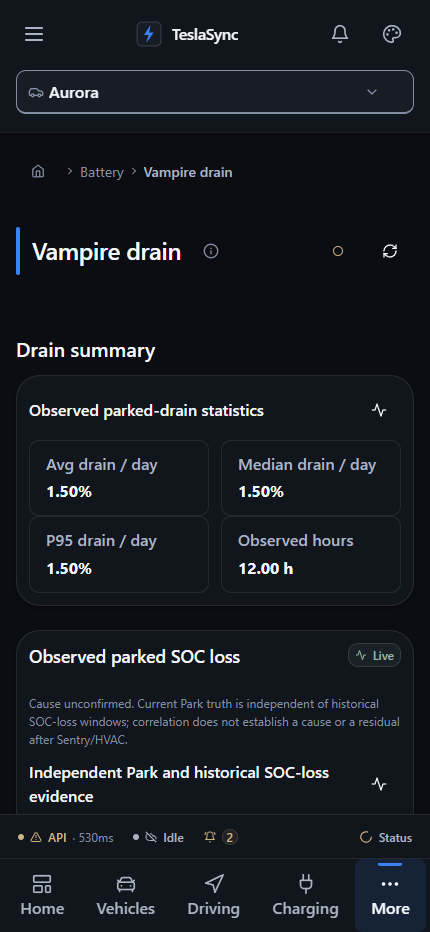 TeslaSync
Aurora
Battery
Vampire drain
Vampire drain
Drain summary
Observed parked-drain statistics
Avg drain / day
1.50%
Median drain / day
1.50%
P95 drain / day
1.50%
Observed hours
12.00 h
Observed parked SOC loss
Live
Cause unconfirmed. Current Park truth is independent of historical
SOC-loss windows; correlation does not establish a cause or a residual
after Sentry/HVAC.
Independent Park and historical SOC-loss
evidence
API · 530ms
Idle
2
Status
Home
Vehicles
Driving
Charging
More